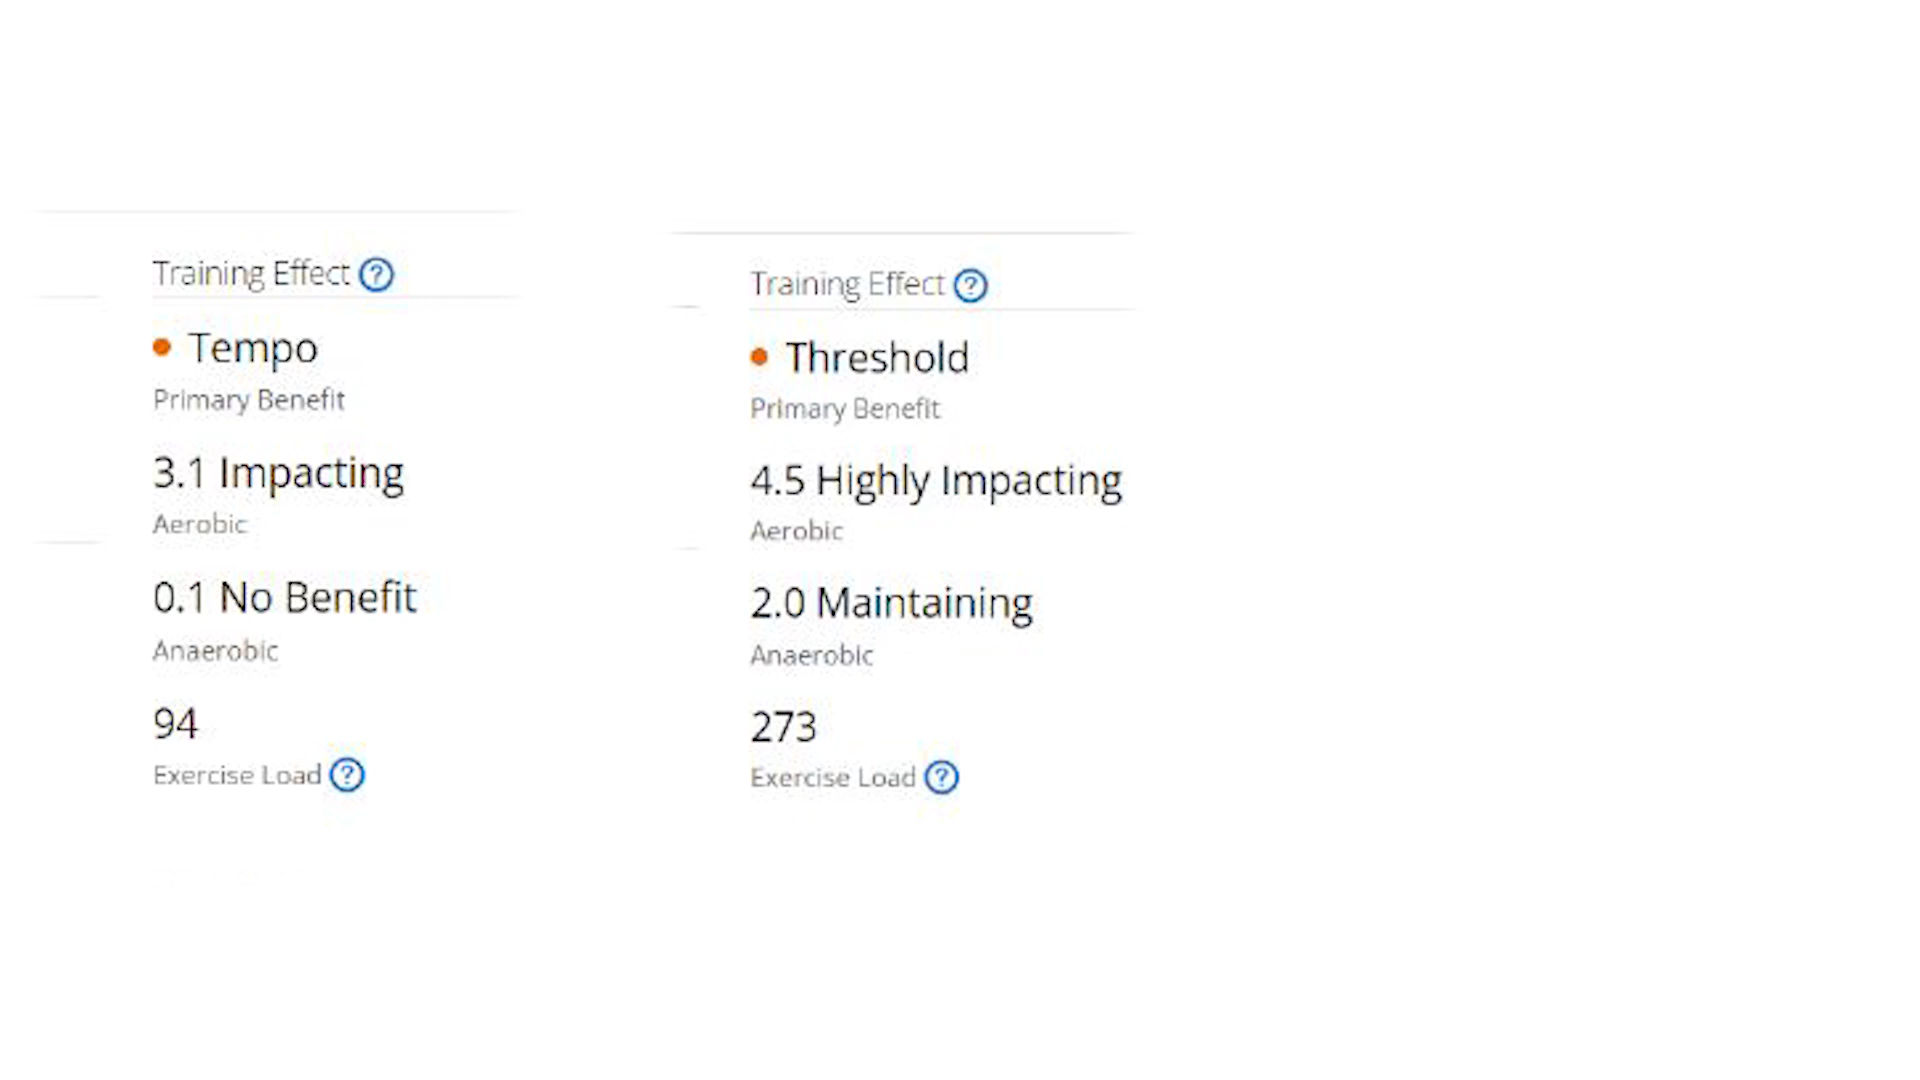 Training Effect ?
Tempo
Primary Benefit
3.1 Impacting
Aerobic
0.1 No Benefit
Anaerobic
94
Exercise Load ?
Training Effect ?
Threshold
Primary Benefit
4.5 Highly Impacting
Aerobic
2.0 Maintaining
Anaerobic
273
Exercise Load ?